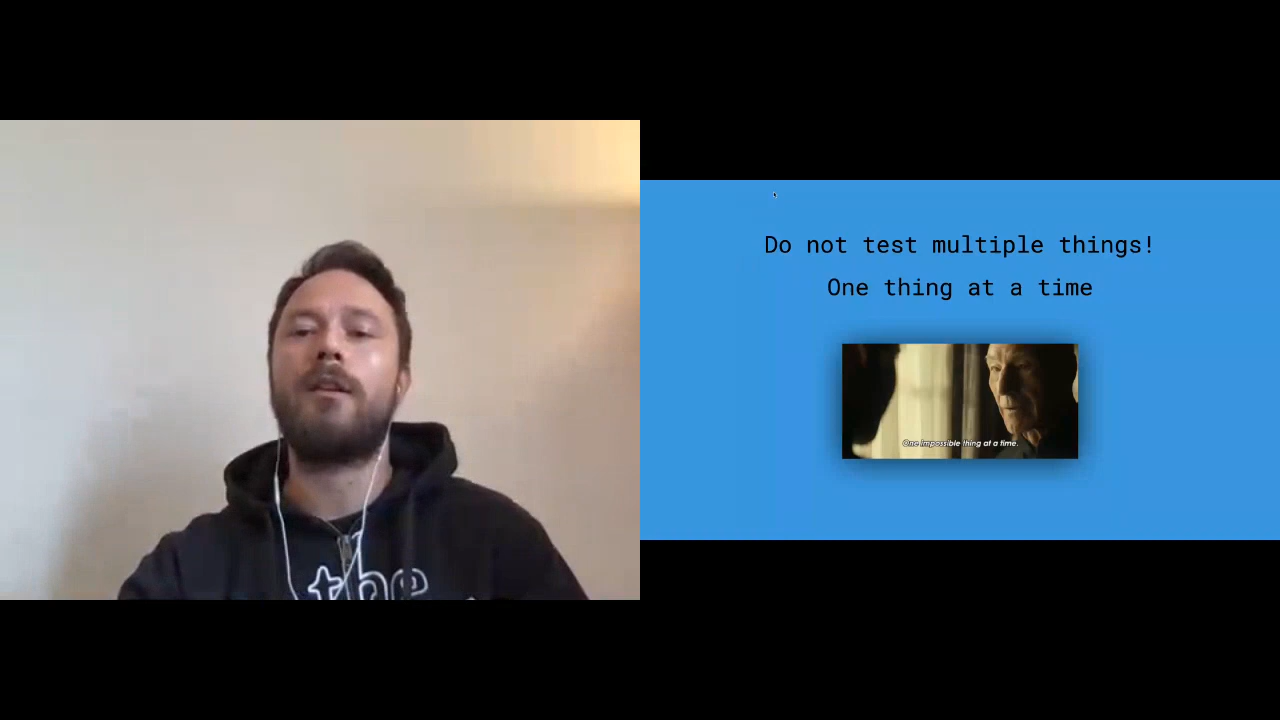 Do not test multiple things!
One thing at a time
One impossible thing at a time.
the